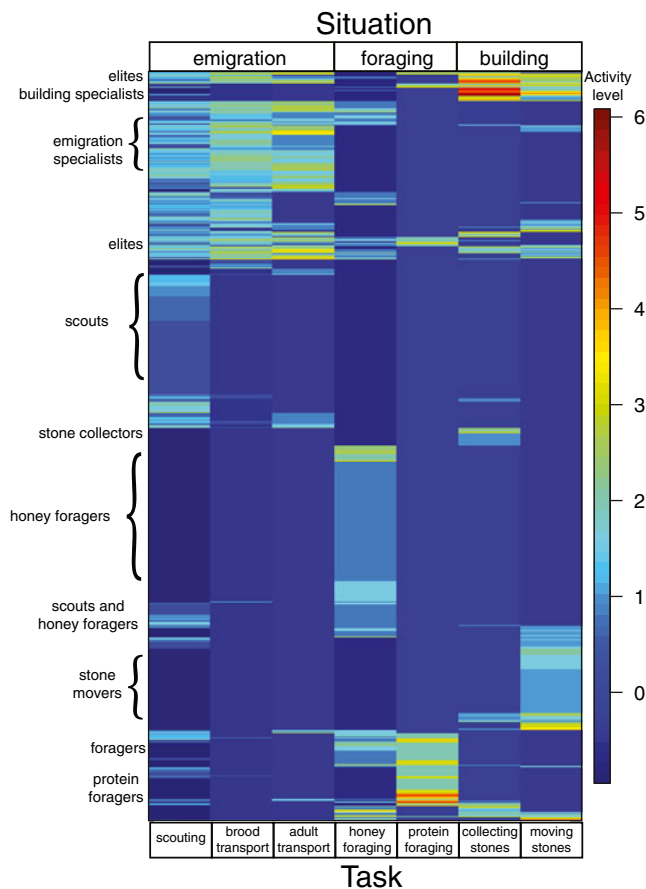 Situation
emigration foraging building
elites
building specialists
emigration
specialists
elites
scouts
stone collectors
honey foragers
scouts and
honey foragers
stone
movers
foragers
protein
foragers
Activity
level
6
5
4
3
2
1
0
scouting
brood
transport
adult
transport
honey
foraging
protein
foraging
collecting
stones
moving
stones
Task